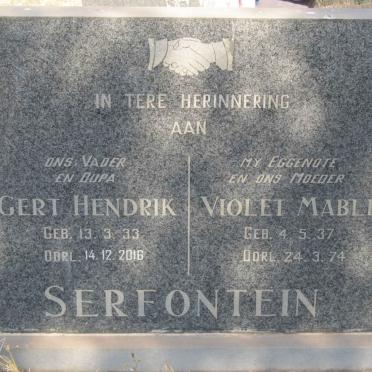 IN TERE HERINNERING
AAN
ONS VADER
EN OUPA
GERT HENDRIK
GEB. 13. 3. 33.
OORL. 14.12.2016
MY EGGENOTE
EN ONS MOEDER
VIOLET MABLE
GEB. 4. 5. 37.
OORL. 24. 3. 74.
SERFONTEIN